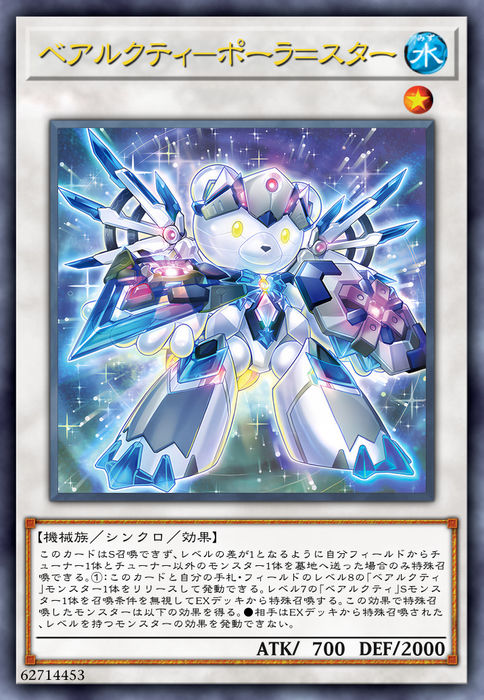 ベアルクティ－ポーラ＝スター
みず
水
【機械族／シンクロ／効果】
このカードはS召喚できず、レベルの差が1となるように自分フィールドからチ
ューナー1体とチューナー以外のモンスター1体を墓地へ送った場合のみ特殊召
喚できる。①：このカードと自分の手札・フィールドのレベル8の「ベアルクティ」
モンスター1体をリリースして発動できる。レベル7の「ベアルクティ」Sモン
スター1体を召喚条件を無視してEXデッキから特殊召喚する。この効果で特殊召
喚したモンスターは以下の効果を得る。●相手はEXデッキから特殊召喚された
、レベルを持つモンスターの効果を発動できない。
ATK/ 700 DEF/2000
62714453